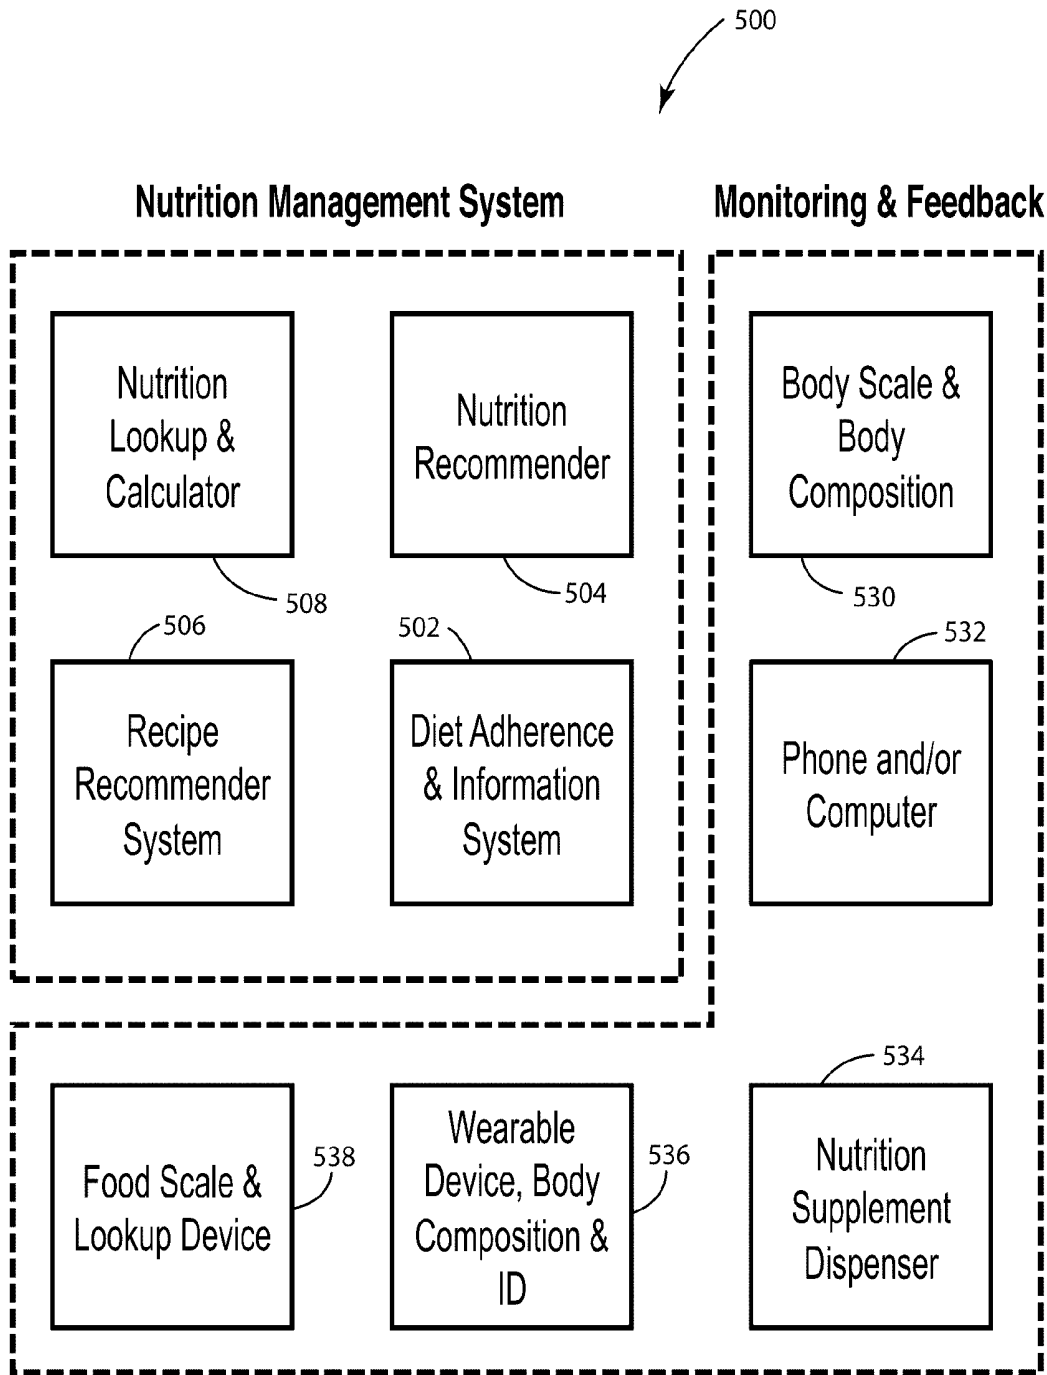 500
Nutrition Management System
Monitoring & Feedback
Nutrition
Lookup &
Calculator
508
Nutrition
Recommender
504
Body Scale &
Body
Composition
530
506
Recipe
Recommender
System
502
Diet Adherence
& Information
System
532
Phone and/or
Computer
Food Scale &
Lookup Device
538
Wearable
Device, Body
Composition &
ID
536
534
Nutrition
Supplement
Dispenser